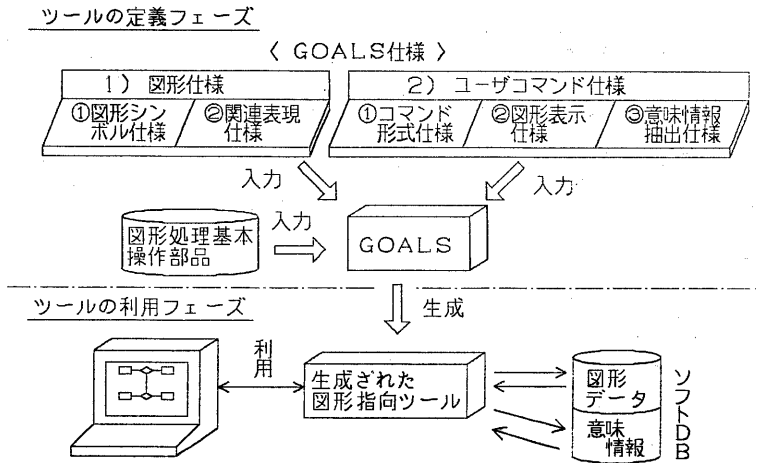 ツールの定義フェーズ
〈 GOALS仕様 〉
1) 図形仕様
①図形シン
ボル仕様
②関連表現
仕様
2) ユーザコマンド仕様
①コマンド
形式仕様
②図形表示
仕様
③意味情報
抽出仕様
入力
入力
図形処理基本
操作部品
入力
GOALS
生成
ツールの利用フェーズ
利用
生成された
図形指向ツール
図形
データ
意味
情報
ソフトDB